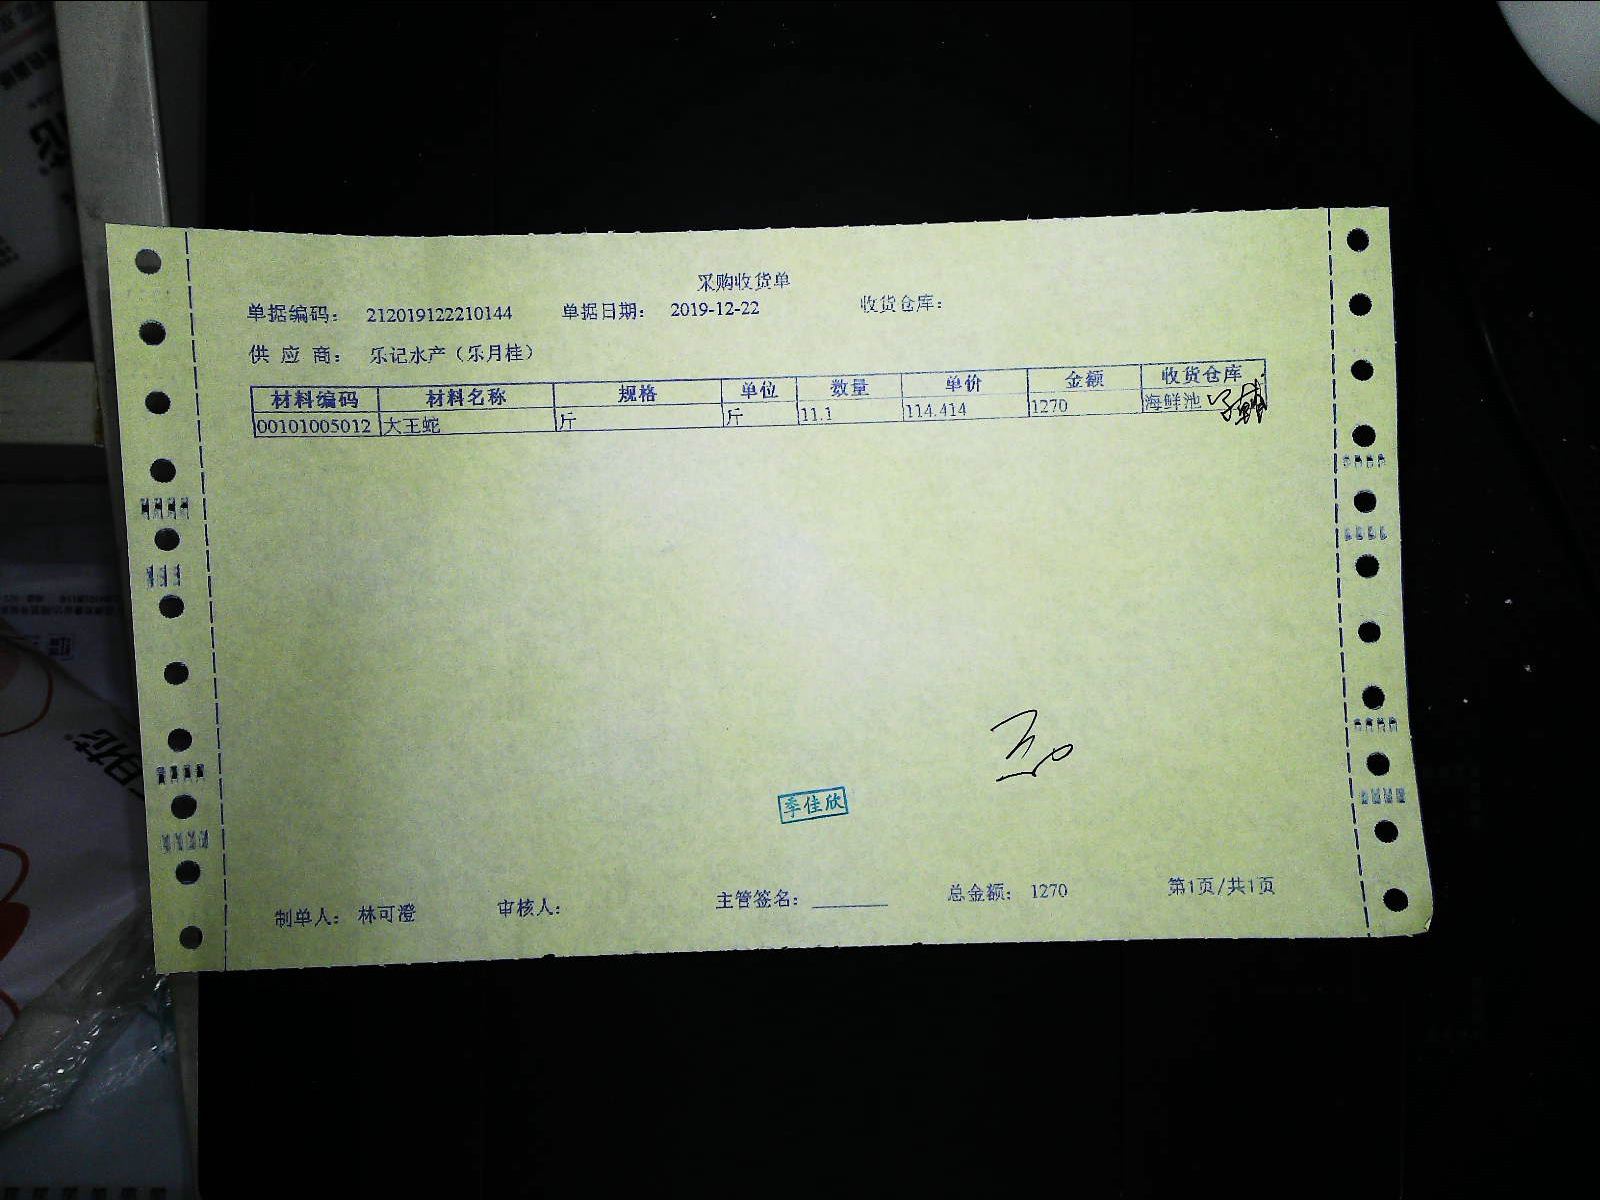 采购收货单
单据编码： 212019122210144 单据日期： 2019-12-22 收货仓库：
供 应 商： 乐记水产（乐月桂）
材料编码 材料名称 规格 单位 数量 单价 金额 收货仓库
00101005012 大王蛇 斤 斤 11.1 114.414 1270 海鲜池
季佳欣
制单人： 林可澄 审核人： 主管签名： 总金额： 1270 第1页/共1页